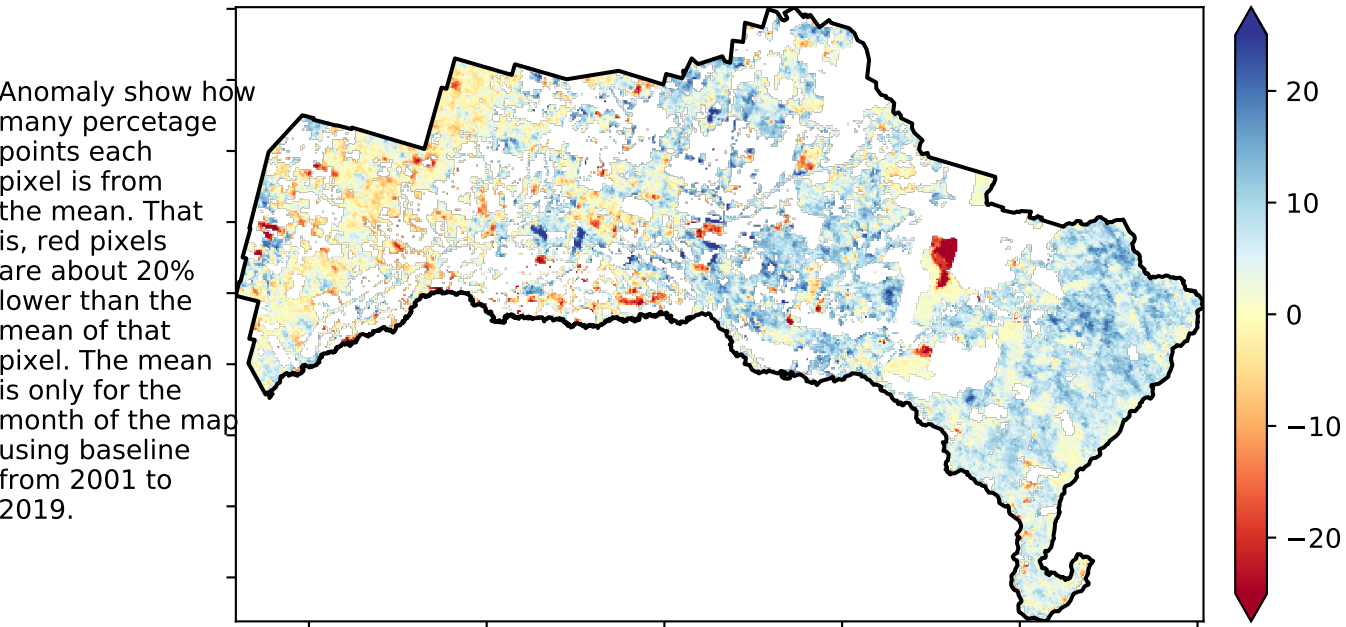 Anomaly show how
many percetage
points each
pixel is from
the mean. That
is, red pixels
are about 20%
lower than the
mean of that
pixel. The mean
is only for the
month of the map
using baseline
from 2001 to
2019.
20
10
0
−10
−20